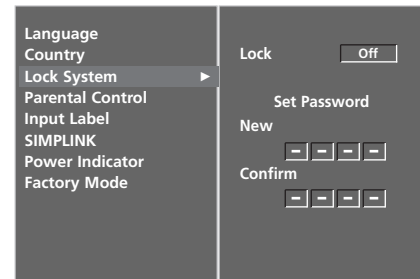 Language
Country
Lock System ►
Parental Control
Input Label
SIMPLINK
Power Indicator
Factory Mode
Lock Off
Set Password
New
– – – –
Confirm
– – – –